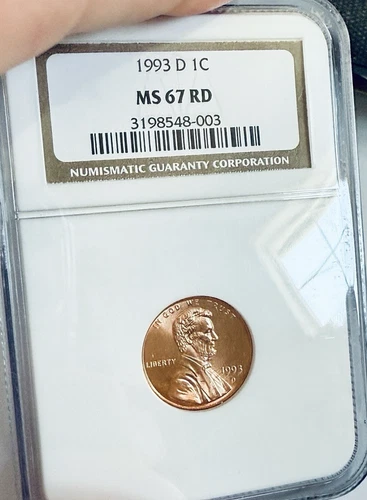 1993 D 1C
MS 67 RD
3198548-003
NUMISMATIC GUARANTY CORPORATION
IN GOD WE TRUST
LIBERTY
1993
D